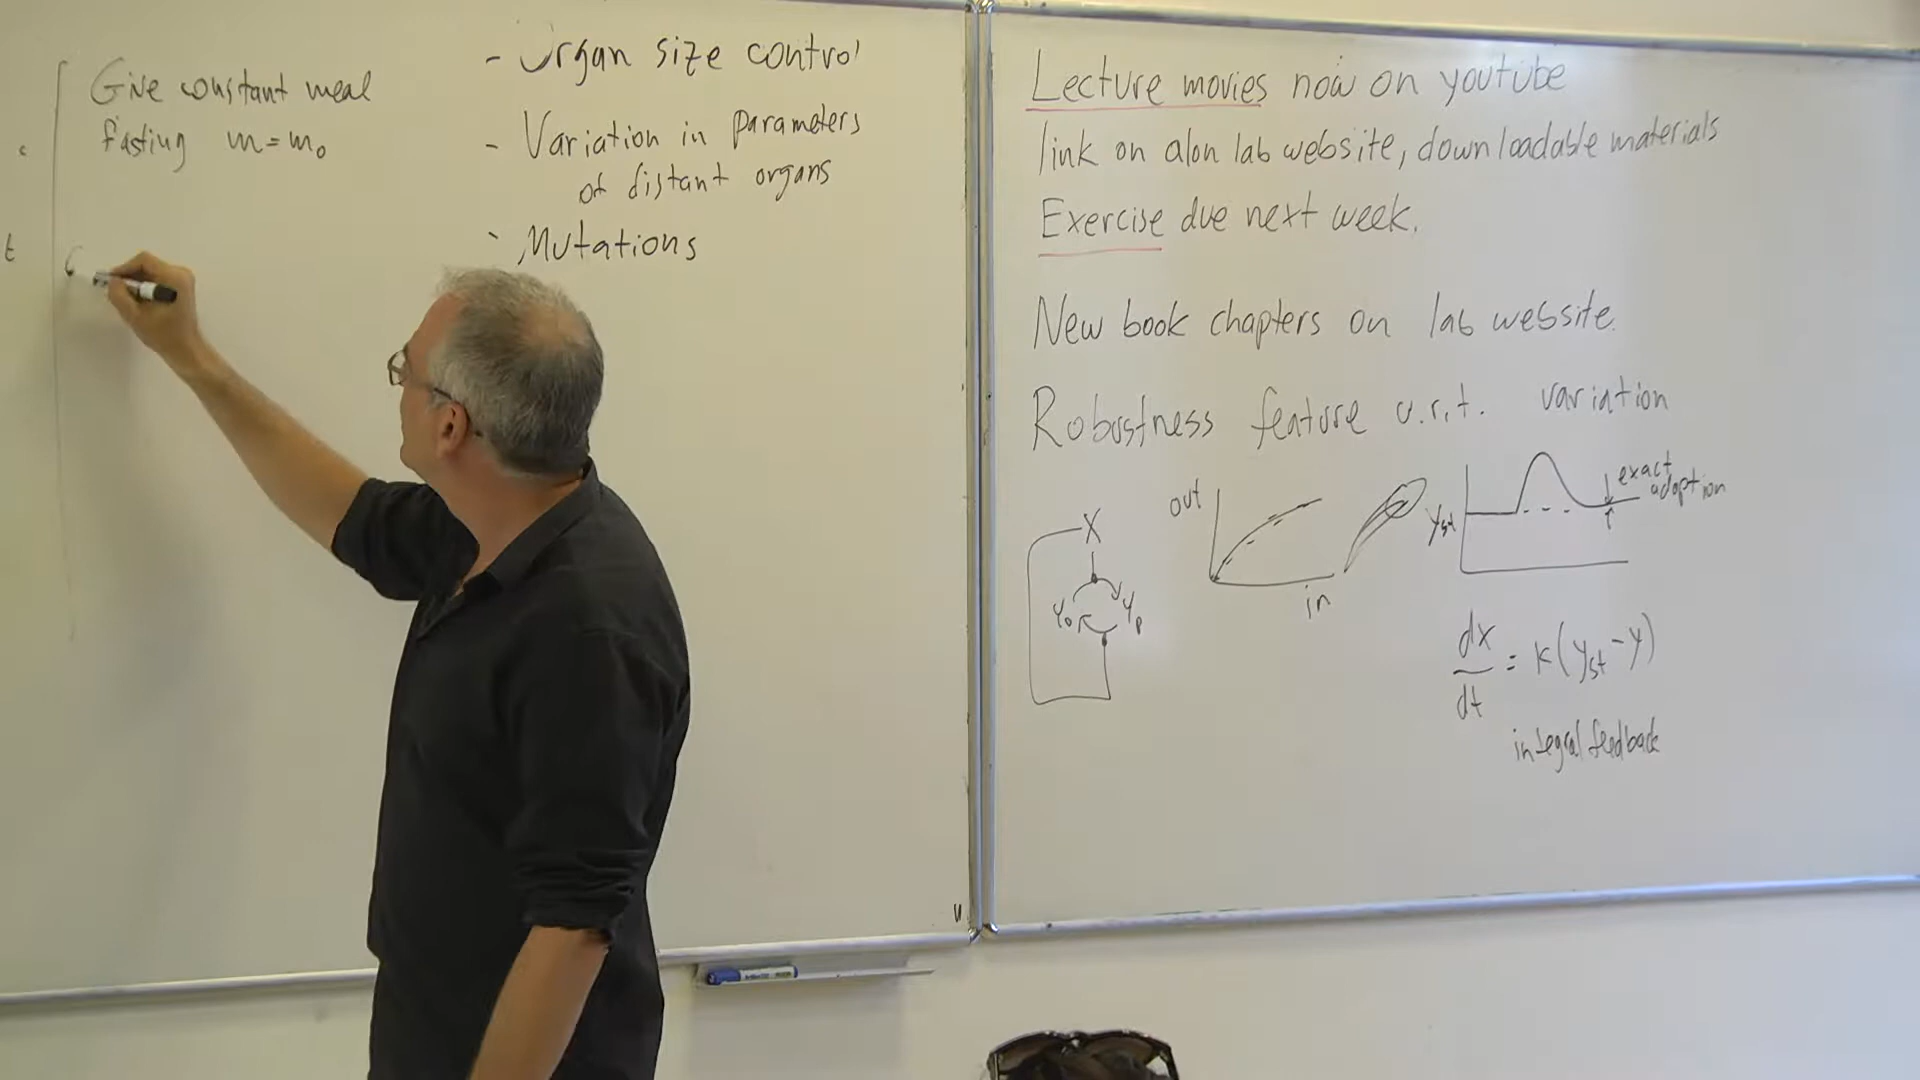 Give constant meal
fasting m = m₀
t
- Organ size control
- Variation in parameters
of distant organs
- Mutations
Lecture movies now on youtube
link on alon lab website, downloadable materials
Exercise due next week.
New book chapters on lab website.
Robustness feature w.r.t. variation
X
Y₀
Yp
out
in
yst
exact
adaption
dx/dt = K(yst - y)
integral feedback